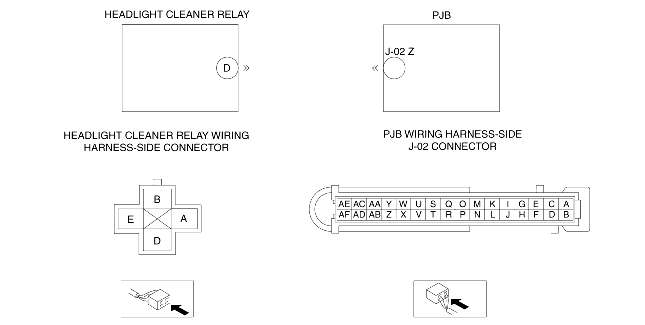 HEADLIGHT CLEANER RELAY
PJB
D
»
«
J-02 Z
HEADLIGHT CLEANER RELAY WIRING
HARNESS-SIDE CONNECTOR
PJB WIRING HARNESS-SIDE
J-02 CONNECTOR
B
E A
D
AE AC AA Y W U S Q O M K I G E C A
AF AD AB Z X V T R P N L J H F D B